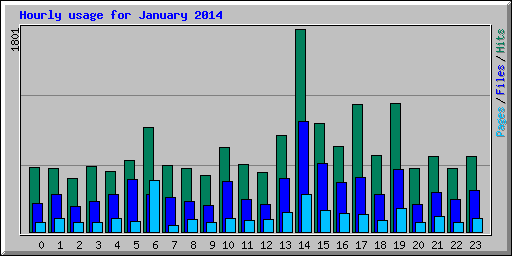 Hourly usage for January 2014
1801
Pages / Files / Hits
0 1 2 3 4 5 6 7 8 9 10 11 12 13 14 15 16 17 18 19 20 21 22 23